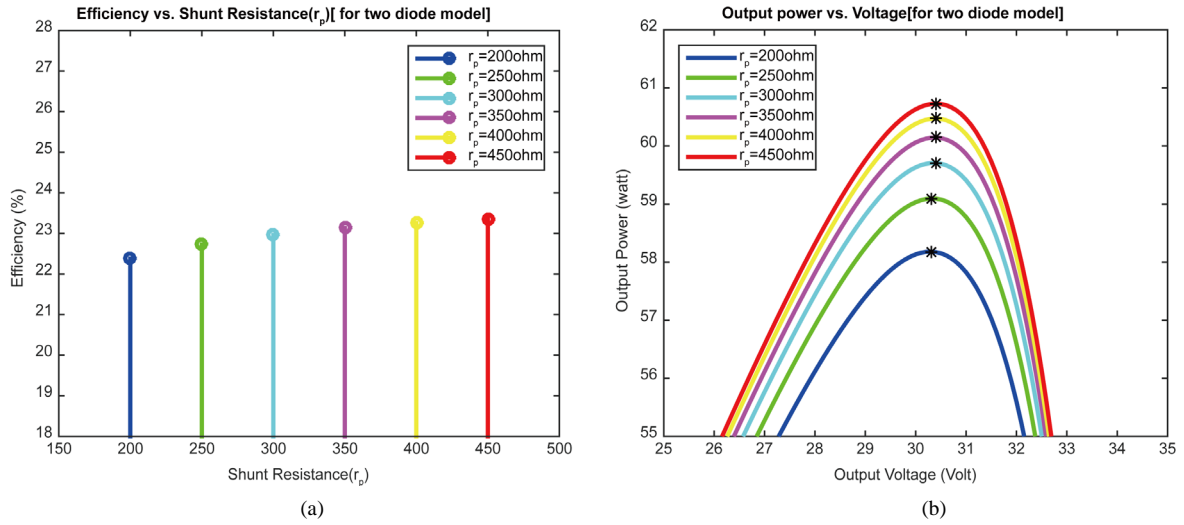 Efficiency vs. Shunt Resistance(rp)[ for two diode model]
28
27
26
25
24
23
22
21
20
19
18
Efficiency (%)
rp=200ohm
rp=250ohm
rp=300ohm
rp=350ohm
rp=400ohm
rp=450ohm
150 200 250 300 350 400 450 500
Shunt Resistance(rp)
(a)
Output power vs. Voltage[for two diode model]
62
61
60
59
58
57
56
55
Output Power (watt)
rp=200ohm
rp=250ohm
rp=300ohm
rp=350ohm
rp=400ohm
rp=450ohm
25 26 27 28 29 30 31 32 33 34 35
Output Voltage (Volt)
(b)